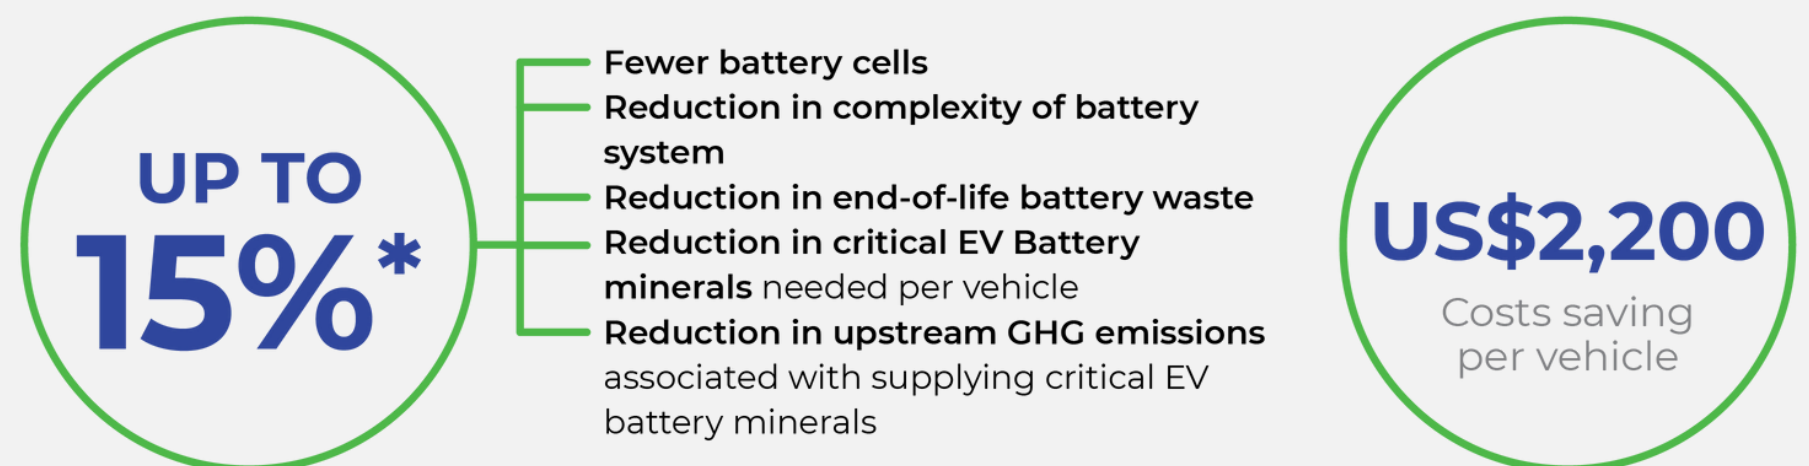 UP TO
15%*
Fewer battery cells
Reduction in complexity of battery
system
Reduction in end-of-life battery waste
Reduction in critical EV Battery
minerals needed per vehicle
Reduction in upstream GHG emissions
associated with supplying critical EV
battery minerals
US$2,200
Costs saving
per vehicle